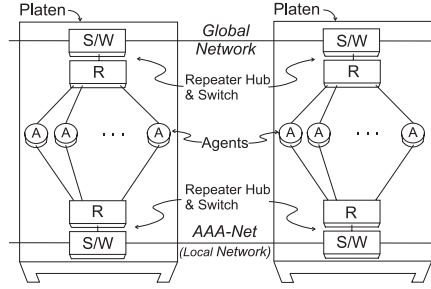 Platen
Global
Network
Platen
S/W
S/W
R
R
Repeater Hub
& Switch
A
A
. . .
A
Agents
A
A
. . .
A
Repeater Hub
& Switch
R
R
AAA-Net
(Local Network)
S/W
S/W